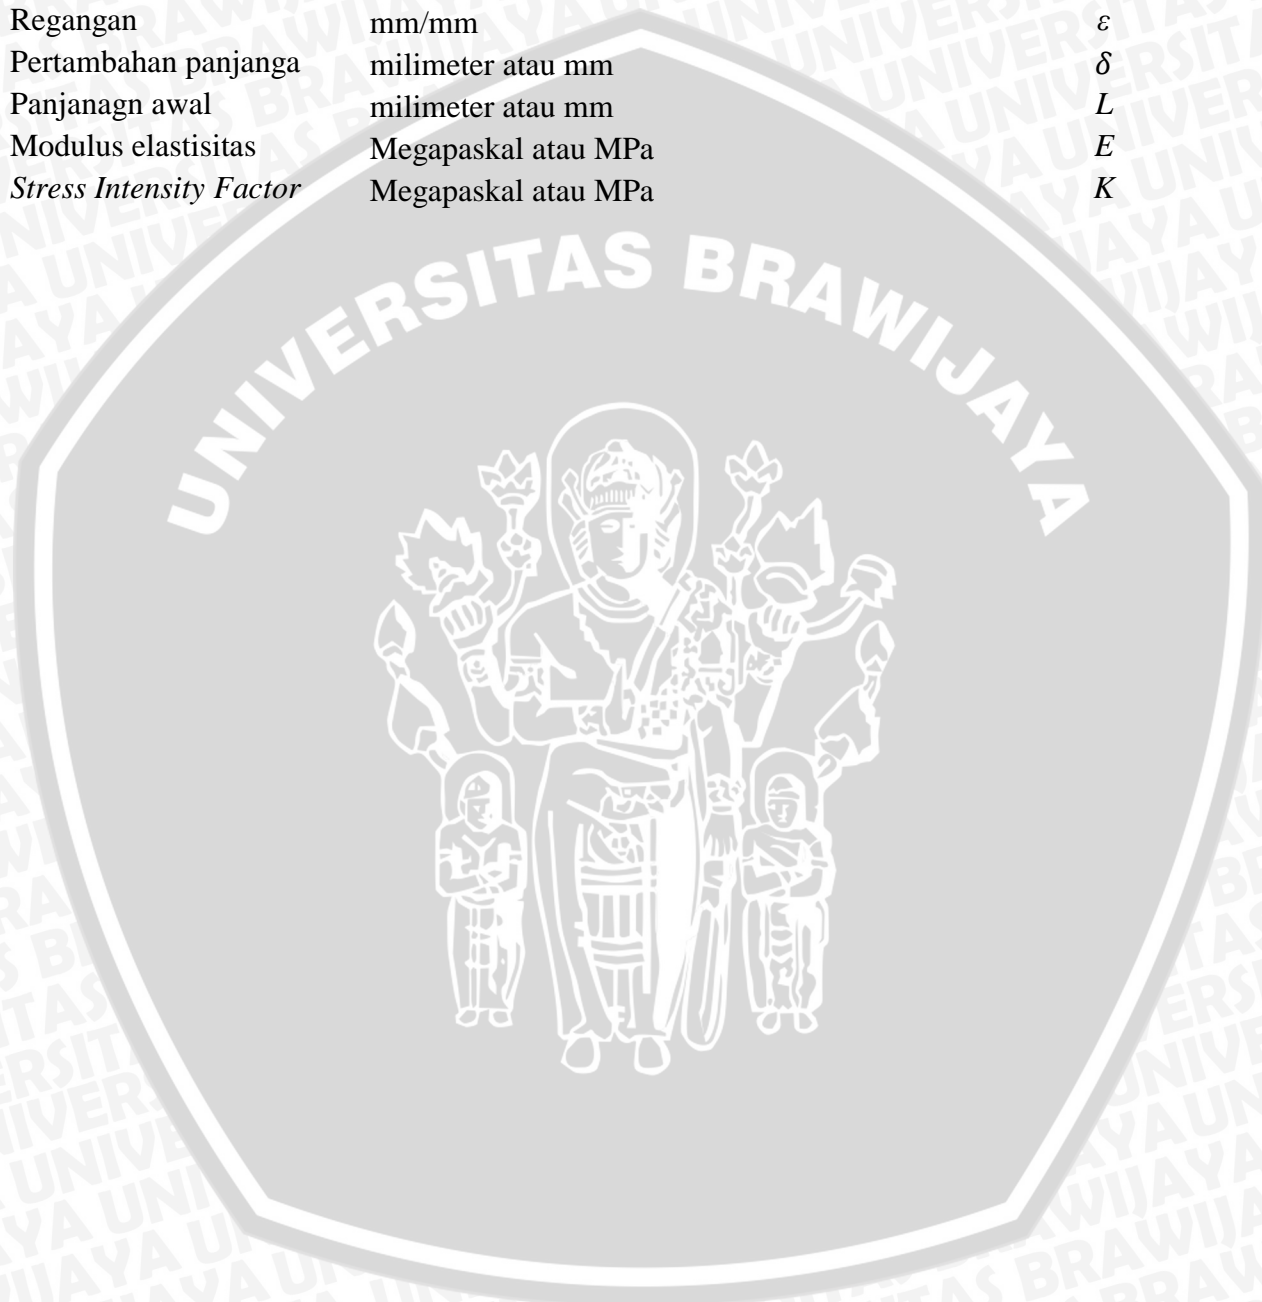 Regangan mm/mm ε
Pertambahan panjanga milimeter atau mm δ
Panjanagn awal milimeter atau mm L
Modulus elastisitas Megapaskal atau MPa E
Stress Intensity Factor Megapaskal atau MPa K
UNIVERSITAS BRAWIJAYA